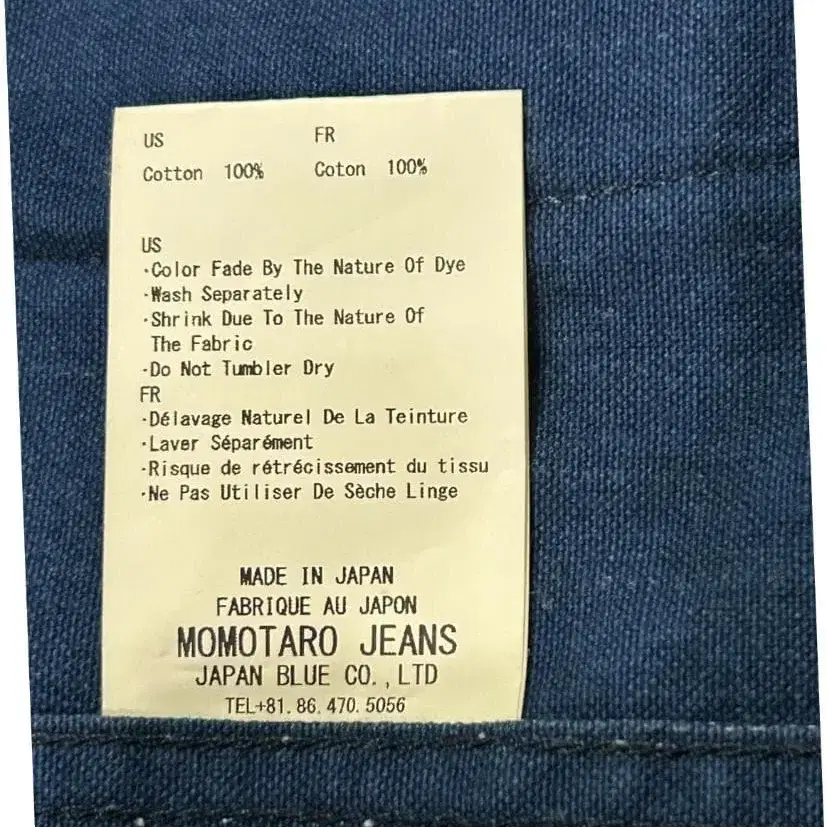 US FR
Cotton 100% Coton 100%
US
·Color Fade By The Nature Of Dye
·Wash Separately
·Shrink Due To The Nature Of
The Fabric
·Do Not Tumbler Dry
FR
·Délavage Naturel De La Teinture
·Laver Séparément
·Risque de rétrécissement du tissu
·Ne Pas Utiliser De Sèche Linge
MADE IN JAPAN
FABRIQUE AU JAPON
MOMOTARO JEANS
JAPAN BLUE CO.,LTD
TEL+81.86.470.5056